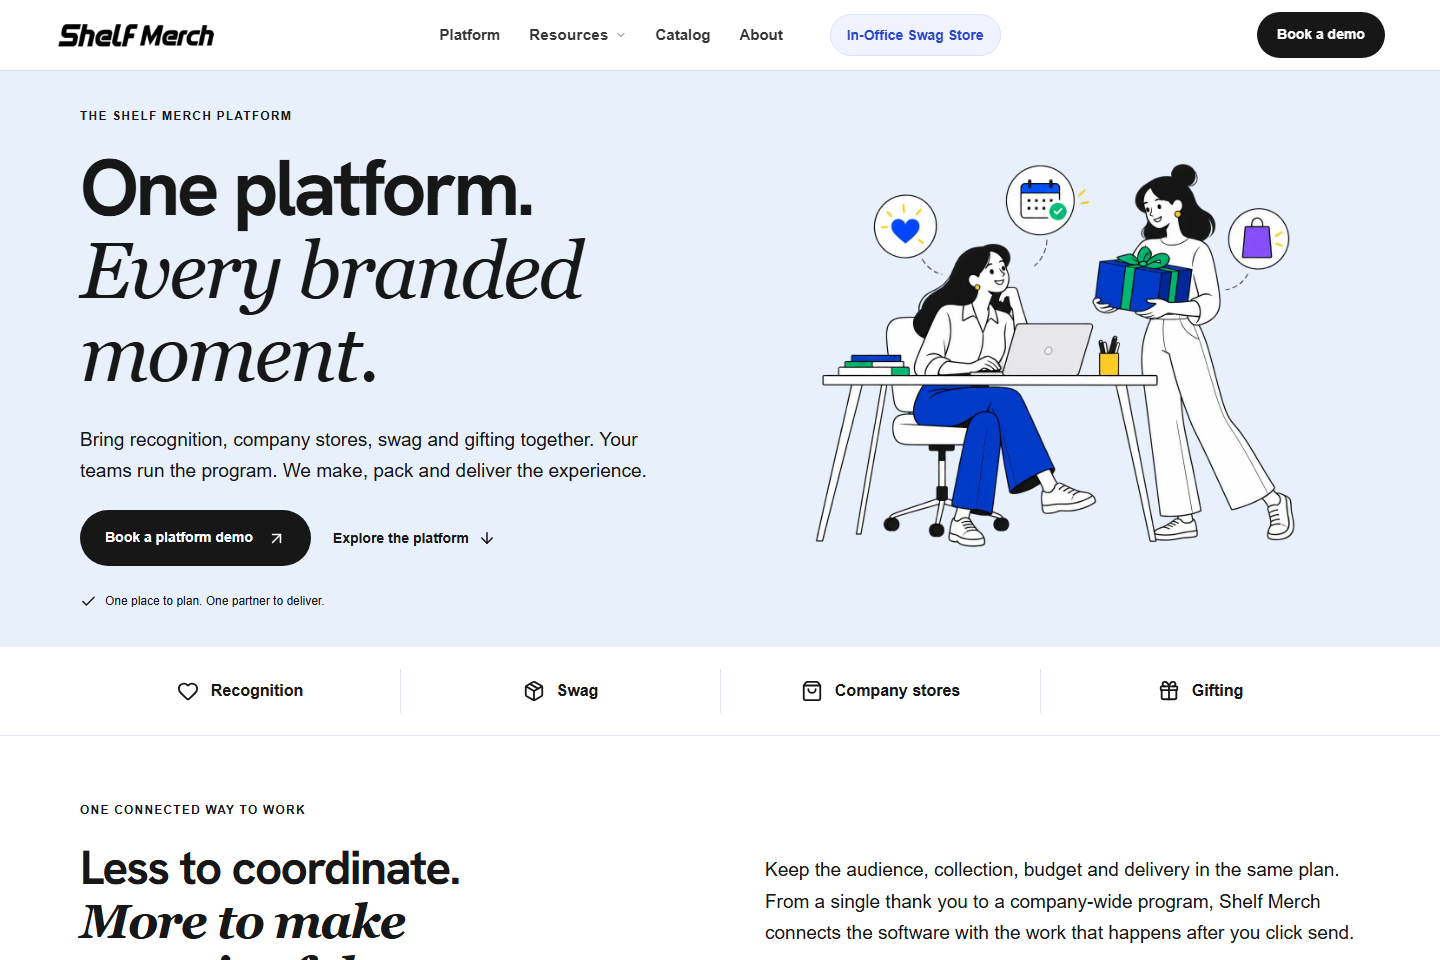 Shelf Merch
Platform
Resources
Catalog
About
In-Office Swag Store
Book a demo
THE SHELF MERCH PLATFORM
One platform.
Every branded
moment.
Bring recognition, company stores, swag and gifting together. Your
teams run the program. We make, pack and deliver the experience.
Book a platform demo
Explore the platform
One place to plan. One partner to deliver.
Recognition
Swag
Company stores
Gifting
ONE CONNECTED WAY TO WORK
Less to coordinate.
More to make
Keep the audience, collection, budget and delivery in the same plan.
From a single thank you to a company-wide program, Shelf Merch
connects the software with the work that happens after you click send.